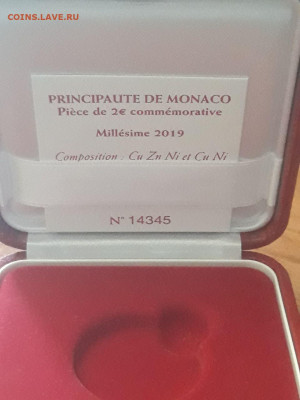 COINS.LAVE.RU
PRINCIPAUTE DE MONACO
Pièce de 2€ commémorative
Millésime 2019
Composition : Cu Zn Ni et Cu Ni
N° 14345